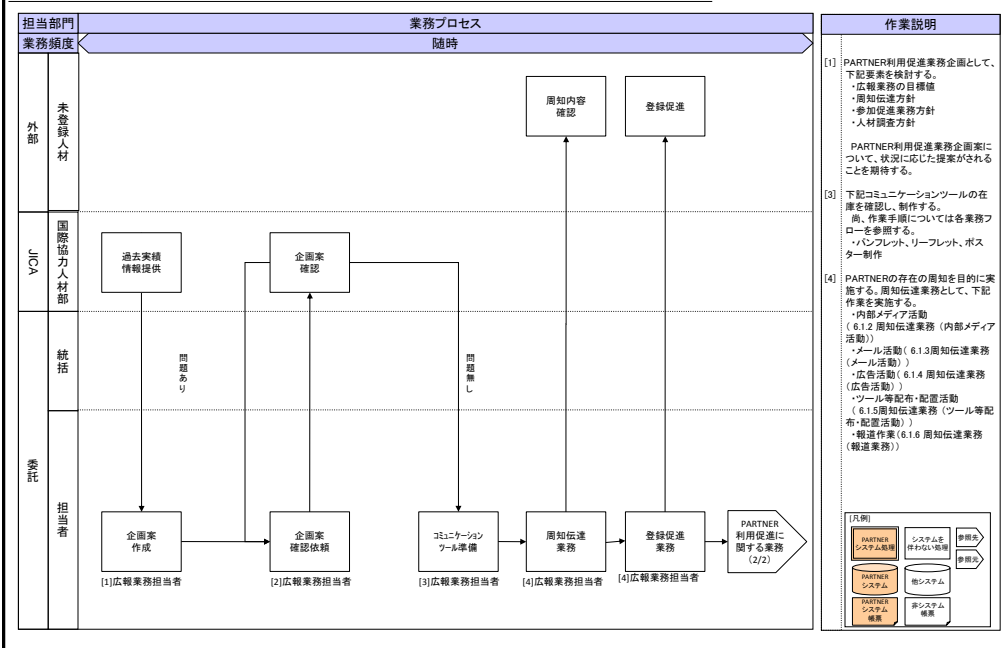 担当部門
業務プロセス
業務頻度
随時
外部
未登録人材
JICA
国際協力人材部
委託
統括
担当者
周知内容
確認
登録促進
過去実績
情報提供
企画案
確認
問題あり
問題無し
企画案
作成
[1]広報業務担当者
企画案
確認依頼
[2]広報業務担当者
コミュニケーション
ツール準備
[3]広報業務担当者
周知伝達
業務
[4]広報業務担当者
登録促進
業務
[4]広報業務担当者
PARTNER
利用促進に
関する業務
(2/2)
作業説明
[1] PARTNER利用促進業務企画として、
下記要素を検討する。
・広報業務の目標値
・周知伝達方針
・参加促進業務方針
・人材調査方針
PARTNER利用促進業務企画案に
ついて、状況に応じた提案がされる
ことを期待する。
[3] 下記コミュニケーションツールの在
庫を確認し、制作する。
尚、作業手順については各業務フ
ローを参照する。
・パンフレット、リーフレット、ポス
ター制作
[4] PARTNERの存在の周知を目的に実
施する。周知伝達業務として、下記
作業を実施する。
・内部メディア活動
( 6.1.2 周知伝達業務 (内部メディア
活動))
・メール活動( 6.1.3周知伝達業務
(メール活動) )
・広告活動( 6.1.4 周知伝達業務
(広告活動) )
・ツール等配布・配置活動
( 6.1.5周知伝達業務 (ツール等配
布・配置活動) )
・報道作業(6.1.6 周知伝達業務
(報道業務))
[凡例]
PARTNER
システム処理
システムを
伴わない処理
参照先
参照元
PARTNER
システム
他システム
PARTNER
システム
帳票
非システム
帳票